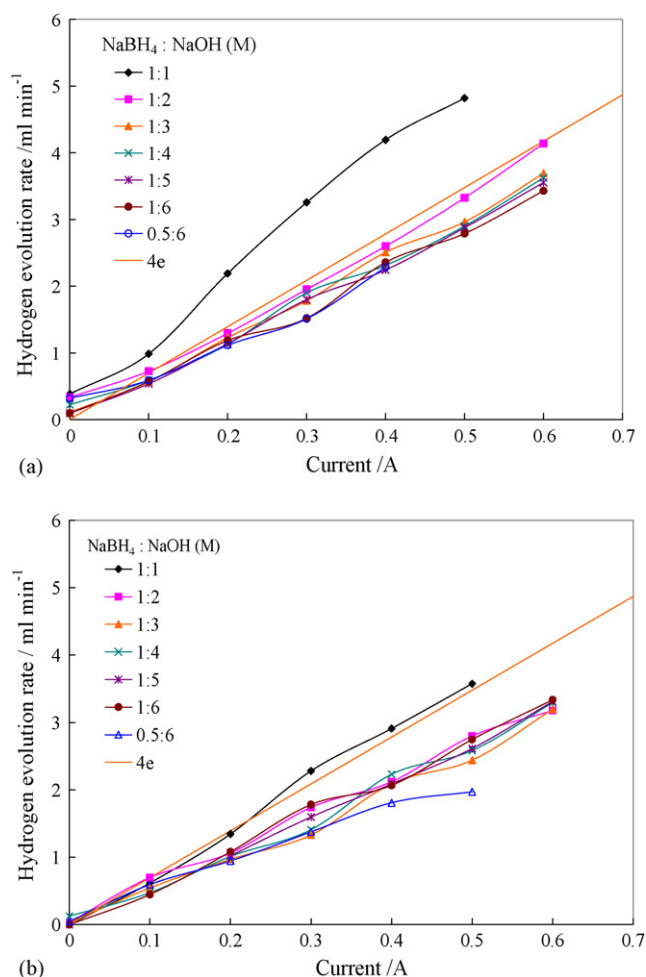 6
5
4
3
2
1
0
Hydrogen evolution rate /ml min⁻¹
NaBH₄ : NaOH (M)
1:1
1:2
1:3
1:4
1:5
1:6
0.5:6
4e
0 0.1 0.2 0.3 0.4 0.5 0.6 0.7
(a) Current /A
6
5
4
3
2
1
0
Hydrogen evolution rate / ml min⁻¹
NaBH₄ : NaOH (M)
1:1
1:2
1:3
1:4
1:5
1:6
0.5:6
4e
0 0.1 0.2 0.3 0.4 0.5 0.6 0.7
(b) Current /A